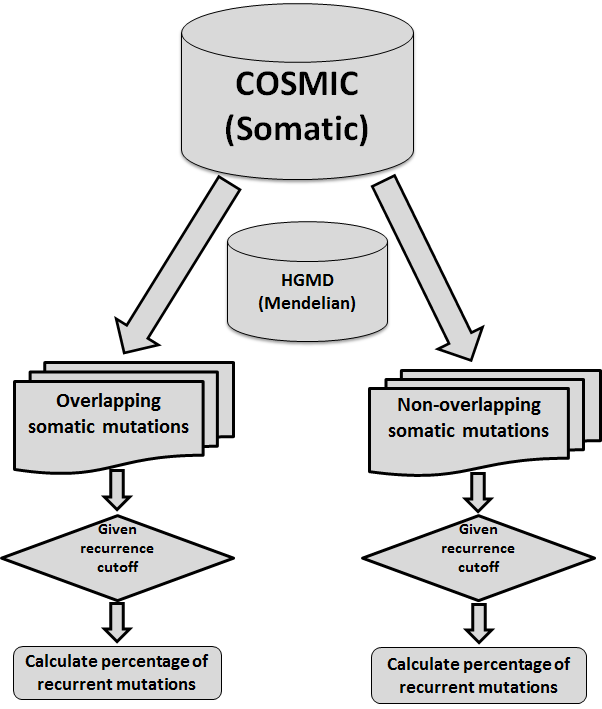 COSMIC
(Somatic)
HGMD
(Mendelian)
Overlapping
somatic mutations
Non-overlapping
somatic mutations
Given
recurrence
cutoff
Given
recurrence
cutoff
Calculate percentage of
recurrent mutations
Calculate percentage of
recurrent mutations